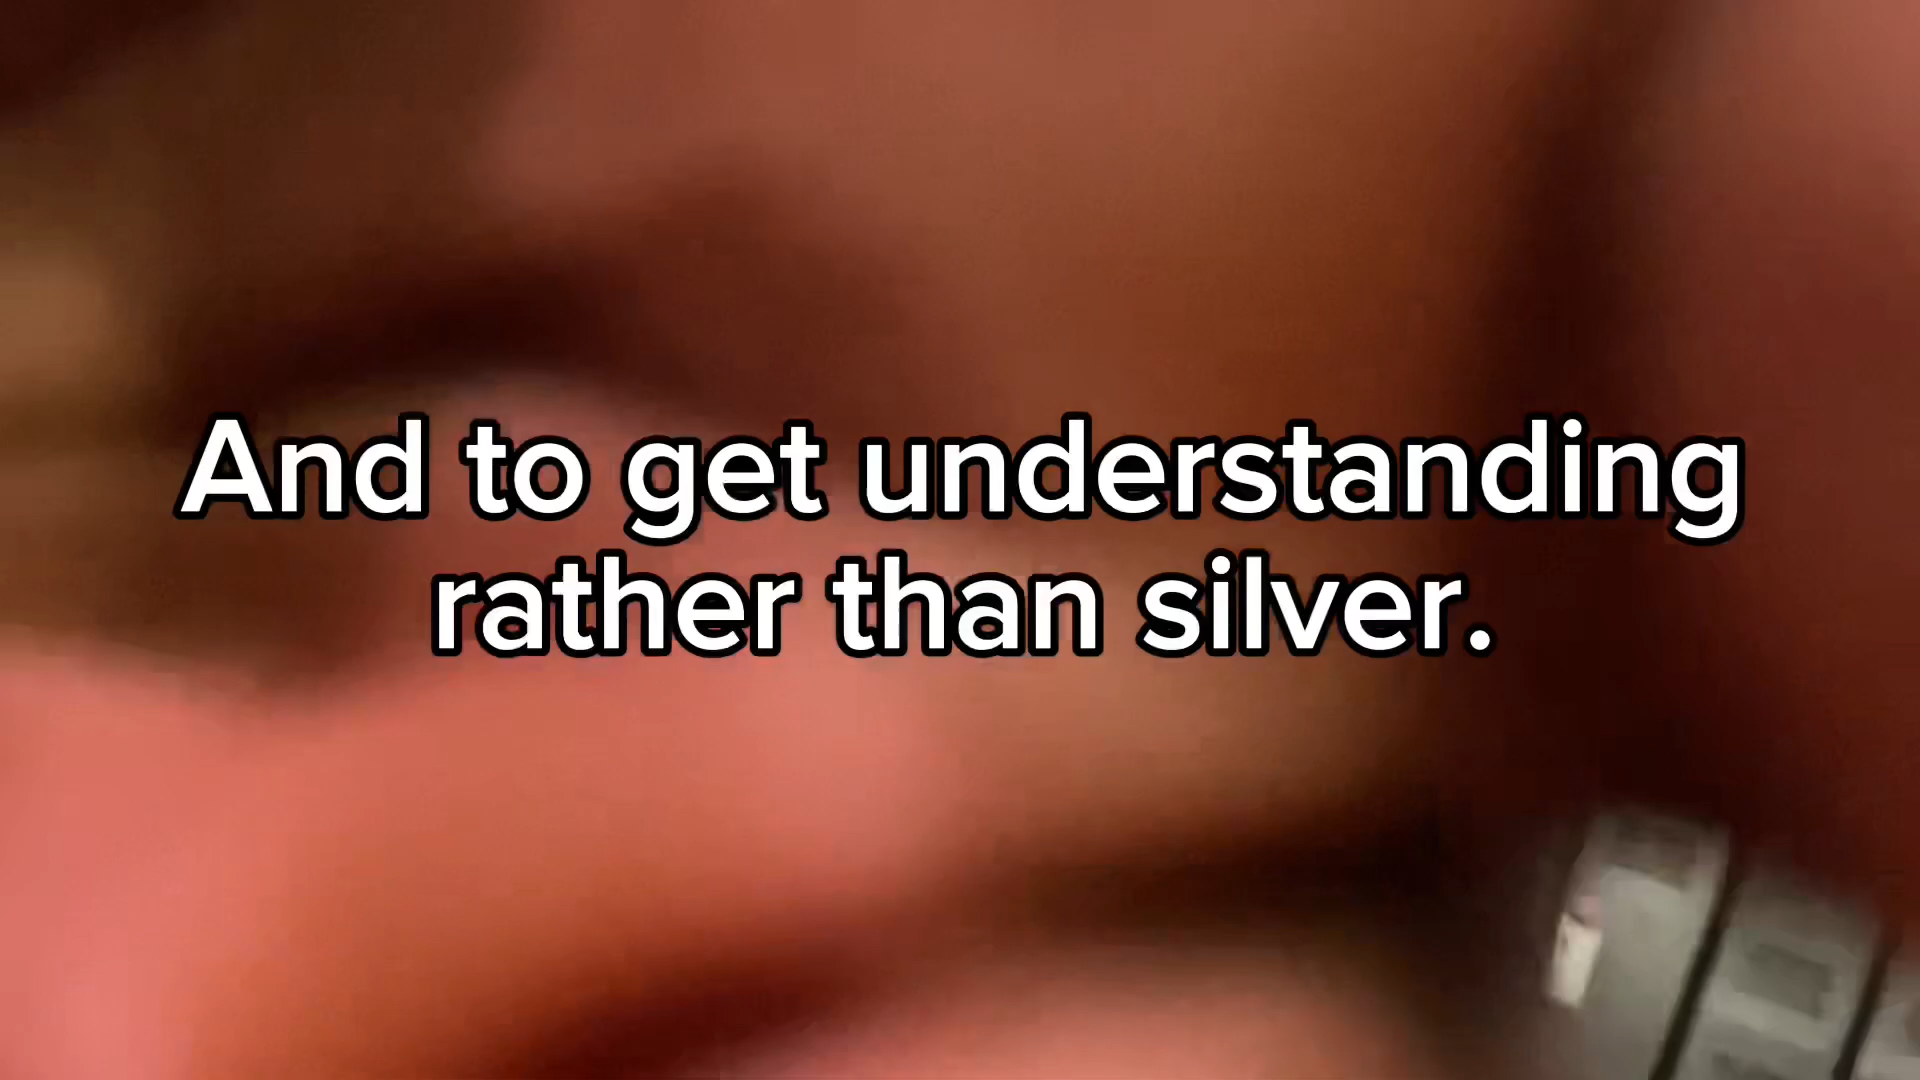 And to get understanding
rather than silver.